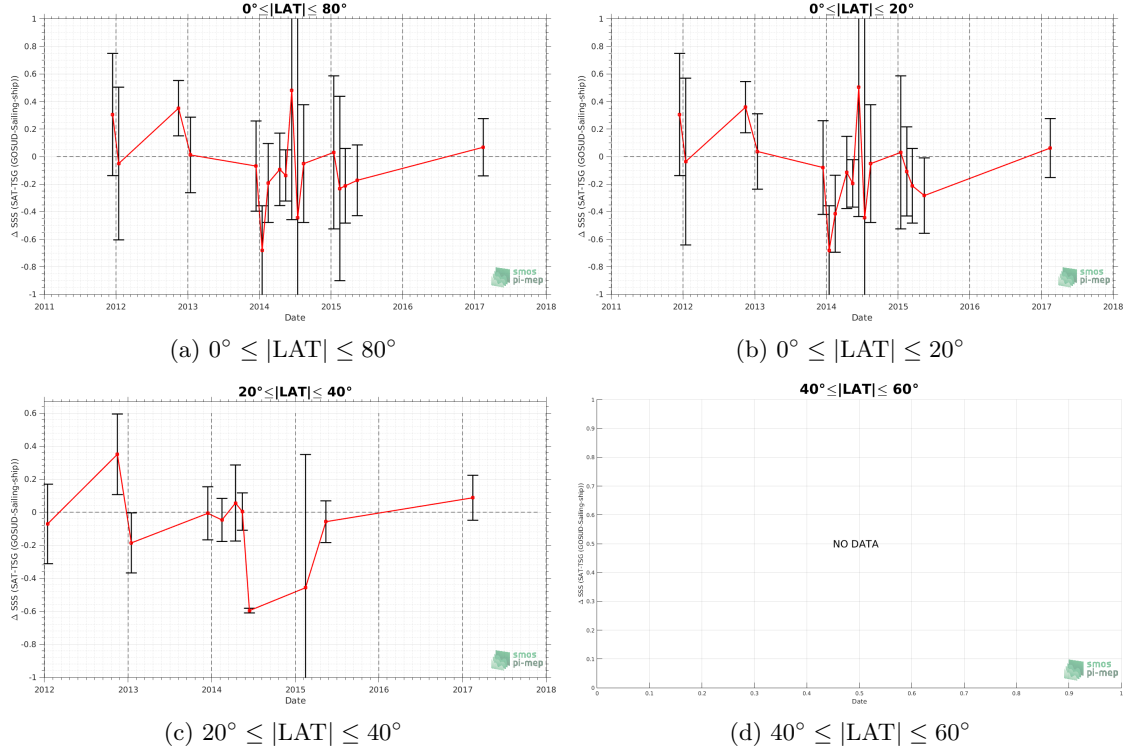 0°≤|LAT|≤ 80°
1
0.8
0.6
0.4
0.2
0
-0.2
-0.4
-0.6
-0.8
-1
Δ SSS (SAT-TSG (GOSUD-Sailing-ship))
smos
pi-mep
2011 2012 2013 2014 2015 2016 2017 2018
Date
(a) 0° ≤ |LAT| ≤ 80°
0°≤|LAT|≤ 20°
1
0.8
0.6
0.4
0.2
0
-0.2
-0.4
-0.6
-0.8
-1
Δ SSS (SAT-TSG (GOSUD-Sailing-ship))
smos
pi-mep
2011 2012 2013 2014 2015 2016 2017 2018
Date
(b) 0° ≤ |LAT| ≤ 20°
20°≤|LAT|≤ 40°
0.6
0.4
0.2
0
-0.2
-0.4
-0.6
-0.8
-1
Δ SSS (SAT-TSG (GOSUD-Sailing-ship))
smos
pi-mep
2012 2013 2014 2015 2016 2017 2018
Date
(c) 20° ≤ |LAT| ≤ 40°
40°≤|LAT|≤ 60°
1
0.9
0.8
0.7
0.6
0.5
0.4
0.3
0.2
0.1
0
Δ SSS (SAT-TSG (GOSUD-Sailing-ship))
NO DATA
smos
pi-mep
0 0.1 0.2 0.3 0.4 0.5 0.6 0.7 0.8 0.9 1
Date
(d) 40° ≤ |LAT| ≤ 60°